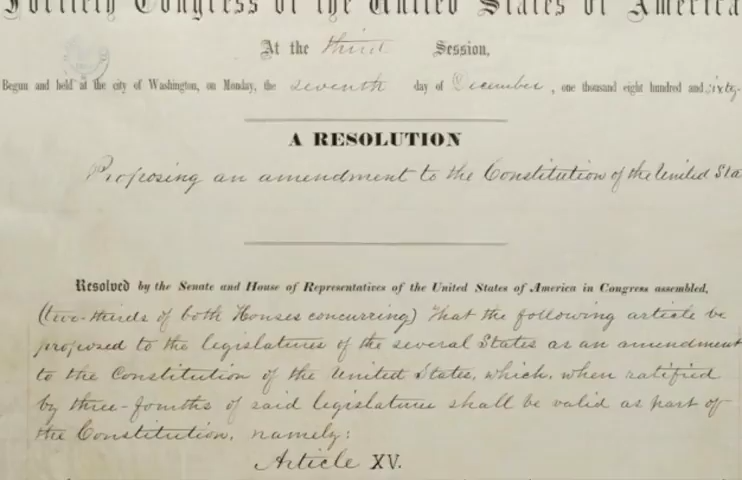 Fortieth Congress of the United States of America
At the third Session,
Begun and held at the city of Washington, on Monday, the seventh day of December, one thousand eight hundred and sixty-
A RESOLUTION
Proposing an amendment to the Constitution of the United Sta
Resolved by the Senate and House of Representatives of the United States of America in Congress assembled,
(two-thirds of both Houses concurring) That the following article be
proposed to the legislatures of the several States as an amendment
to the Constitution of the United States, which, when ratified
by three-fourths of said legislatures shall be valid as part of
the Constitution, namely:
Article XV.